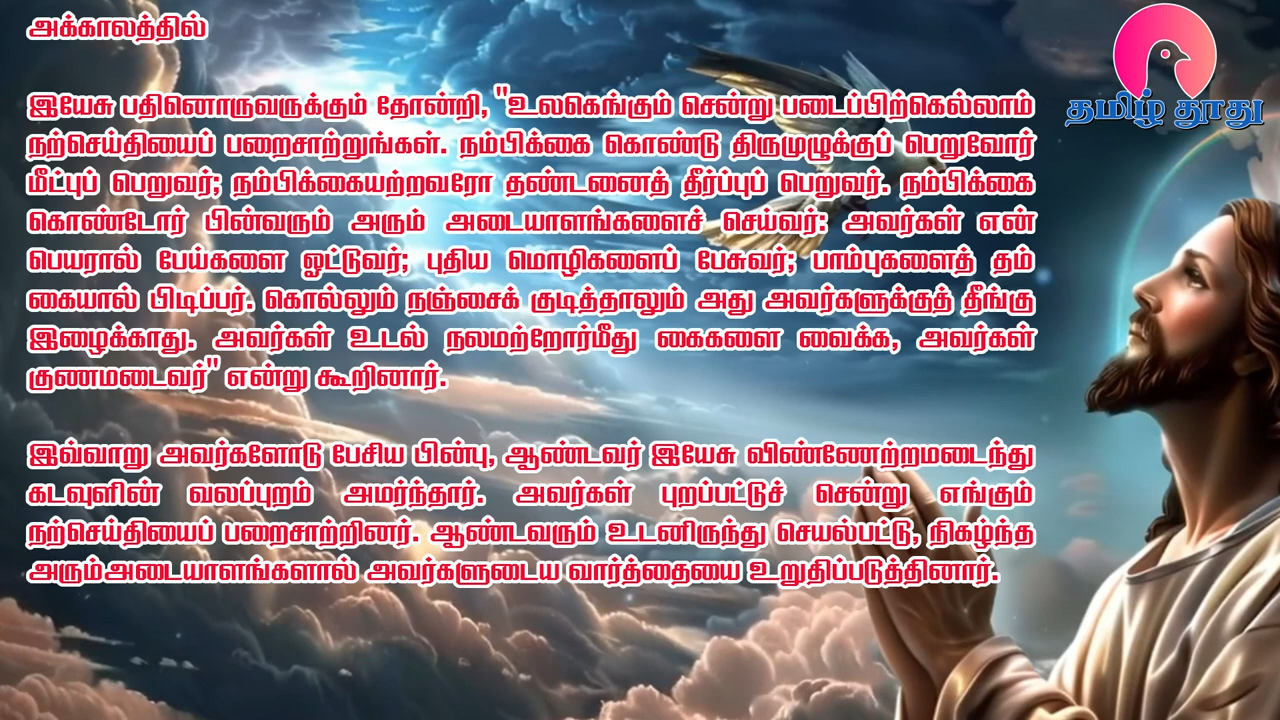 அக்காலத்தில்
தமிழ் தூது
இயேசு பதினொருவருக்கும் தோன்றி, "உலகெங்கும் சென்று படைப்பிற்கெல்லாம்
நற்செய்தியைப் பறைசாற்றுங்கள். நம்பிக்கை கொண்டு திருமுழுக்குப் பெறுவோர்
மீட்புப் பெறுவர்; நம்பிக்கையற்றவரோ தண்டனைத் தீர்ப்புப் பெறுவர். நம்பிக்கை
கொண்டோர் பின்வரும் அரும் அடையாளங்களைச் செய்வர்: அவர்கள் என்
பெயரால் பேய்களை ஓட்டுவர்; புதிய மொழிகளைப் பேசுவர்; பாம்புகளைத் தம்
கையால் பிடிப்பர். கொல்லும் நஞ்சைக் குடித்தாலும் அது அவர்களுக்குத் தீங்கு
இழைக்காது. அவர்கள் உடல் நலமற்றோர்மீது கைகளை வைக்க, அவர்கள்
குணமடைவர்" என்று கூறினார்.
இவ்வாறு அவர்களோடு பேசிய பின்பு, ஆண்டவர் இயேசு விண்ணேற்றமடைந்து
கடவுளின் வலப்புறம் அமர்ந்தார். அவர்கள் புறப்பட்டுச் சென்று எங்கும்
நற்செய்தியைப் பறைசாற்றினர். ஆண்டவரும் உடனிருந்து செயல்பட்டு, நிகழ்ந்த
அரும்அடையாளங்களால் அவர்களுடைய வார்த்தையை உறுதிப்படுத்தினார்.